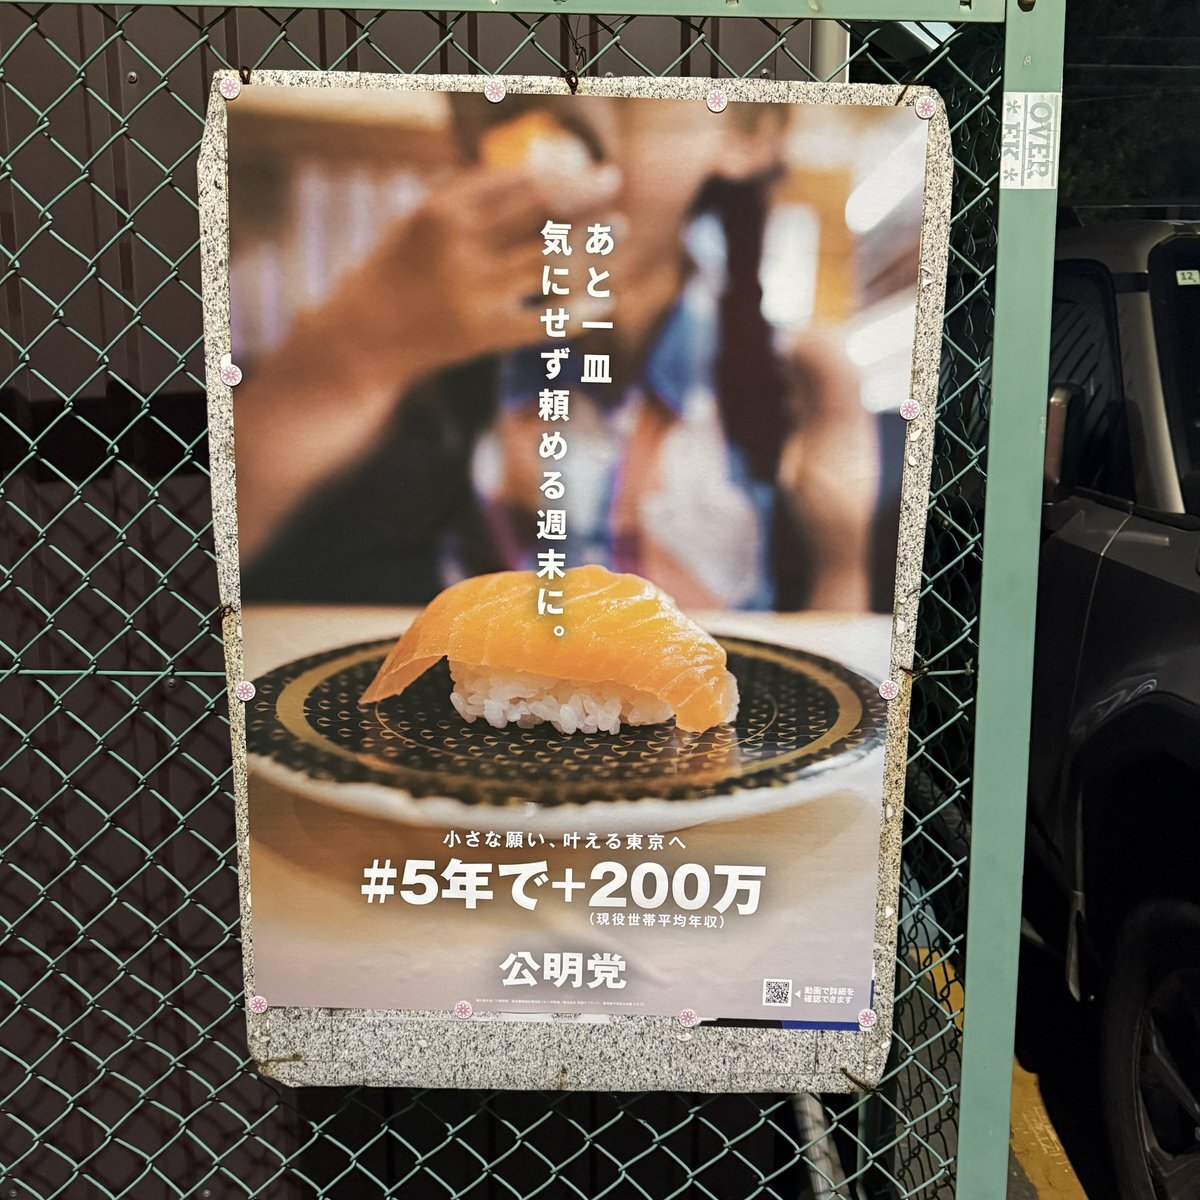 あと一皿
気にせず頼める週末に。
小さな願い、叶える東京へ
#5年で+200万
（現役世帯平均年収）
公明党
動画で詳細を
確認できます
OVER
*FK*
12